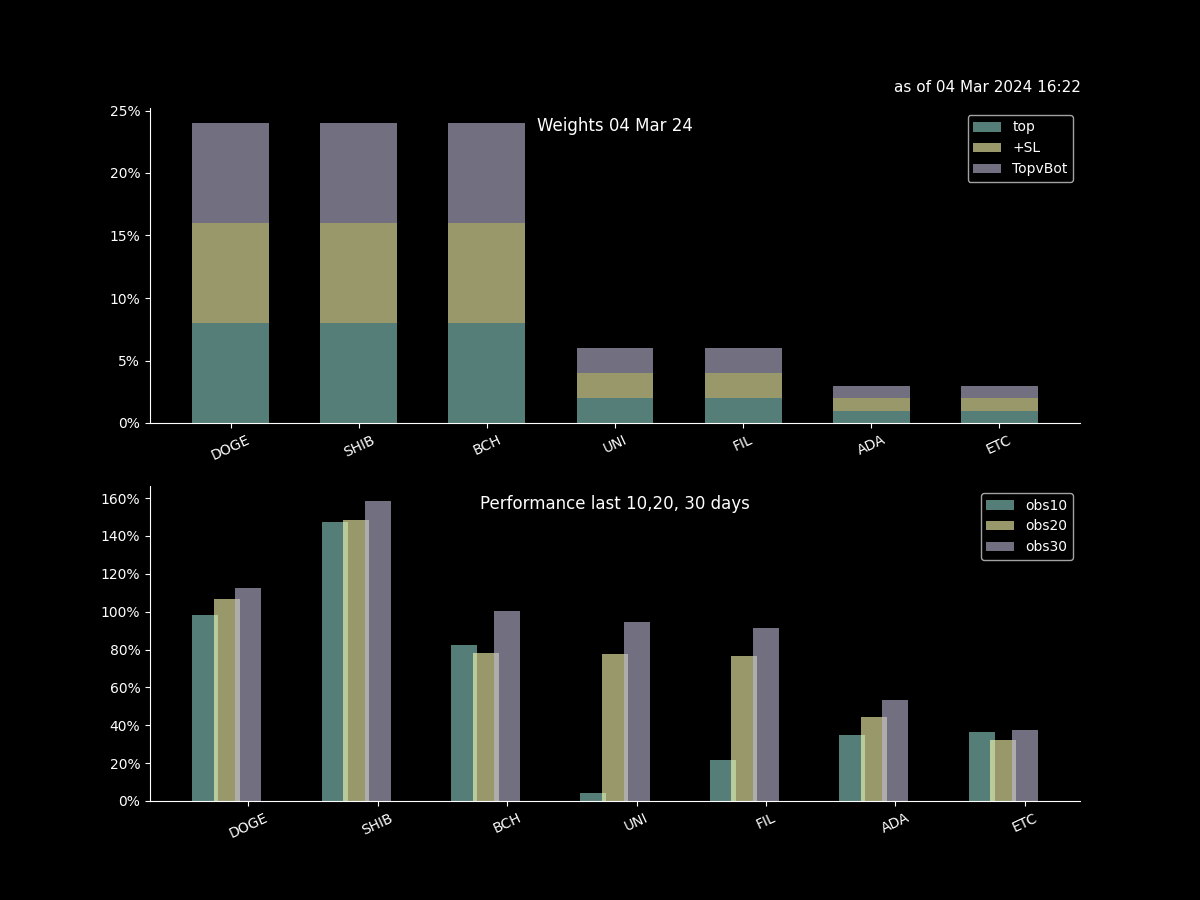 as of 04 Mar 2024 16:22
25%
Weights 04 Mar 24
top
+SL
TopvBot
20%
15%
10%
5%
0%
DOGE SHIB BCH UNI FIL ADA ETC
160%
Performance last 10,20, 30 days
obs10
obs20
obs30
140%
120%
100%
80%
60%
40%
20%
0%
DOGE SHIB BCH UNI FIL ADA ETC